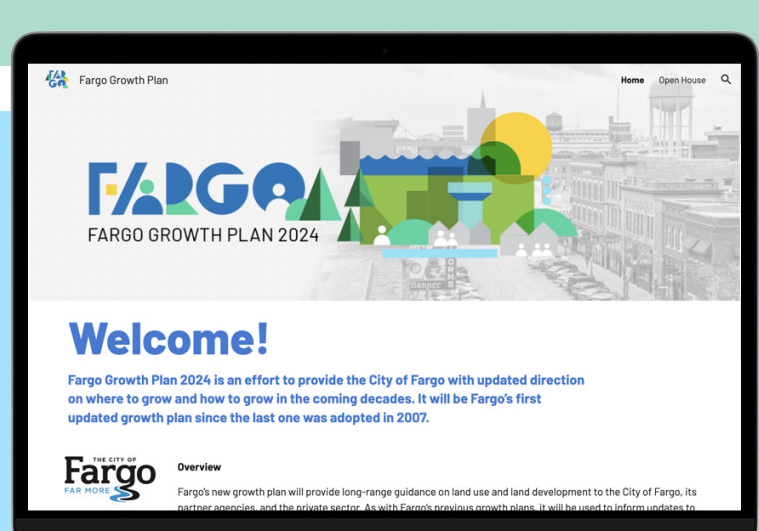 FARGO
Fargo Growth Plan
Home Open House
FARGO
FARGO GROWTH PLAN 2024
Banner
Welcome!
Fargo Growth Plan 2024 is an effort to provide the City of Fargo with updated direction
on where to grow and how to grow in the coming decades. It will be Fargo's first
updated growth plan since the last one was adopted in 2007.
THE CITY OF
Fargo
FAR MORE
Overview
Fargo's new growth plan will provide long-range guidance on land use and land development to the City of Fargo, its
partner agencies, and the private sector. As with Fargo's previous growth plans, it will be used to inform updates to